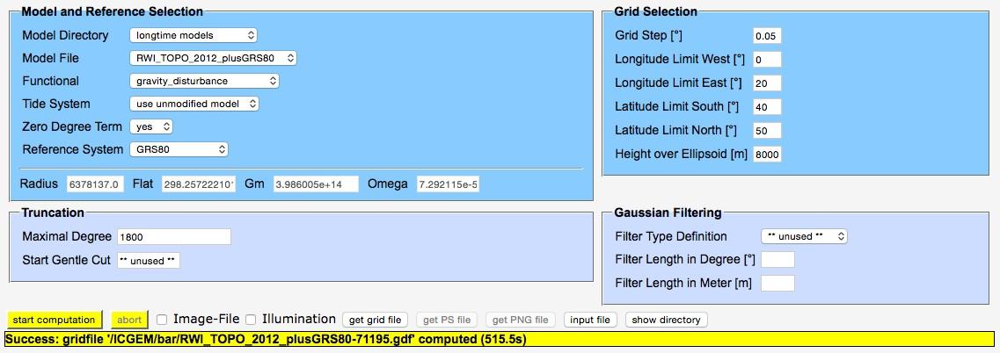 Model and Reference Selection
Model Directory longtime models
Model File RWI_TOPO_2012_plusGRS80
Functional gravity_disturbance
Tide System use unmodified model
Zero Degree Term yes
Reference System GRS80
Radius 6378137.0 Flat 298.25722210 Gm 3.986005e+14 Omega 7.292115e-5
Grid Selection
Grid Step [°] 0.05
Longitude Limit West [°] 0
Longitude Limit East [°] 20
Latitude Limit South [°] 40
Latitude Limit North [°] 50
Height over Ellipsoid [m] 8000
Truncation
Maximal Degree 1800
Start Gentle Cut ** unused **
Gaussian Filtering
Filter Type Definition ** unused **
Filter Length in Degree [°]
Filter Length in Meter [m]
start computation abort Image-File Illumination get grid file get PS file get PNG file input file show directory
Success: gridfile '/ICGEM/bar/RWI_TOPO_2012_plusGRS80-71195.gdf' computed (515.5s)